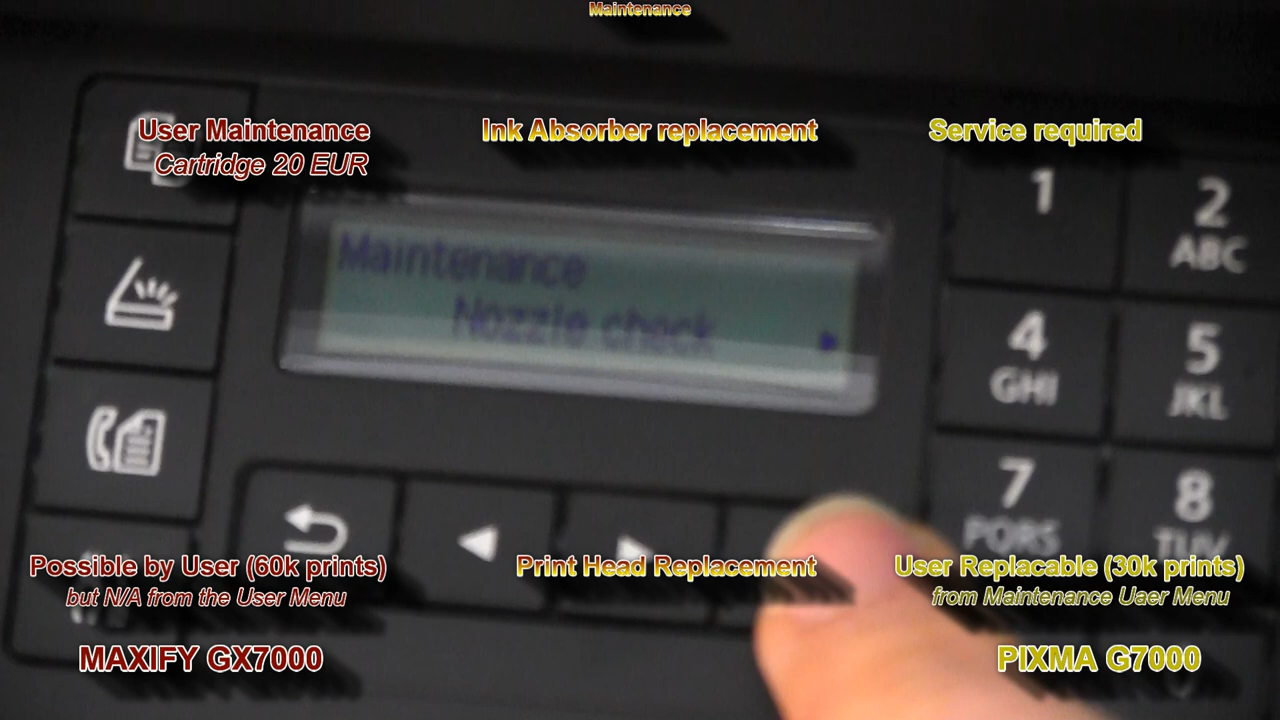 Maintenance
User Maintenance
Cartridge 20 EUR
Ink Absorber replacement
Service required
1
2
ABC
Maintenance
Nozzle check
4
GHI
5
JKL
7
PQRS
8
TUV
Possible by User (60k prints)
but N/A from the User Menu
Print Head Replacement
User Replacable (30k prints)
from Maintenance Uaer Menu
MAXIFY GX7000
PIXMA G7000